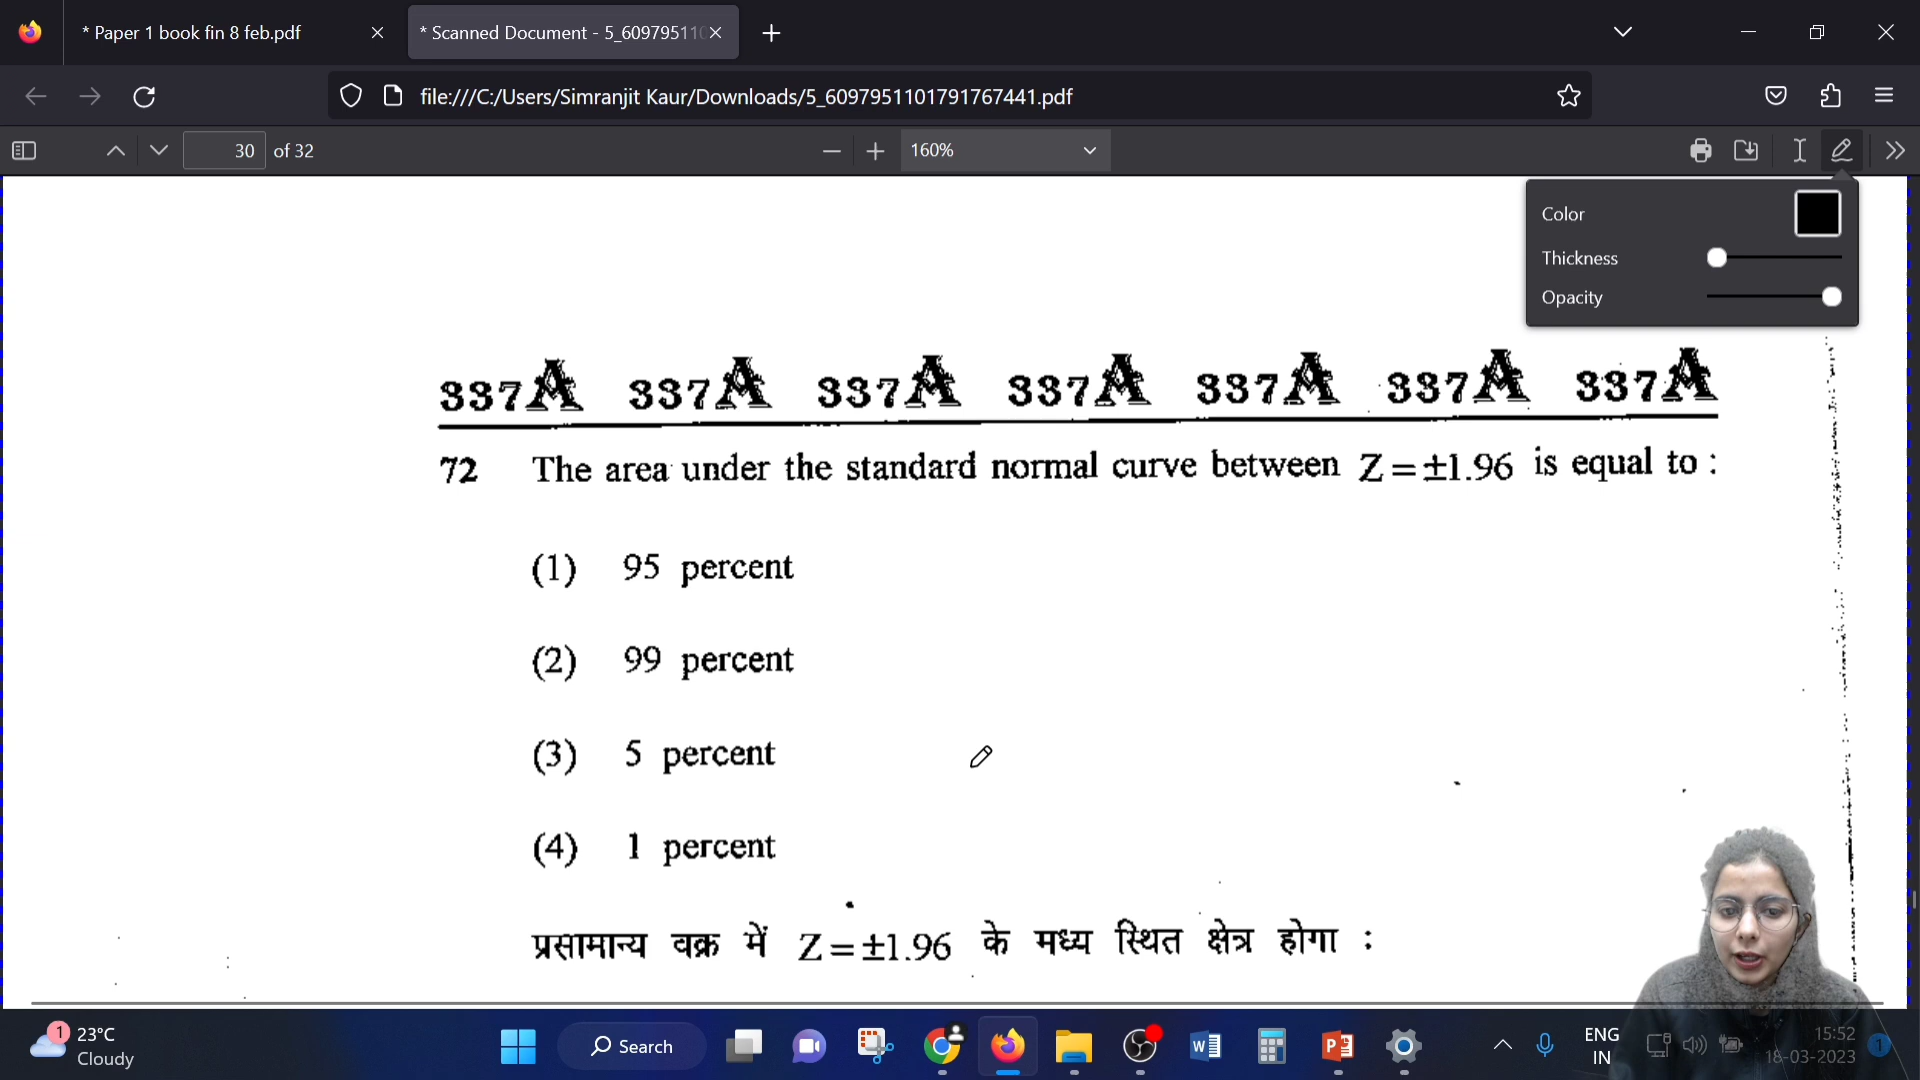 * Paper 1 book fin 8 feb.pdf
* Scanned Document - 5_609795110
file:///C:/Users/Simranjit Kaur/Downloads/5_6097951101791767441.pdf
30 of 32
160%
Color
Thickness
Opacity
337A 337A 337A 337A 337A 337A 337A
72 The area under the standard normal curve between Z=±1.96 is equal to :
(1) 95 percent
(2) 99 percent
(3) 5 percent
(4) 1 percent
प्रसामान्य वक्र में Z=±1.96 के मध्य स्थित क्षेत्र होगा :
1
23°C
Cloudy
Search
ENG
IN
15:52
18-03-2023
1